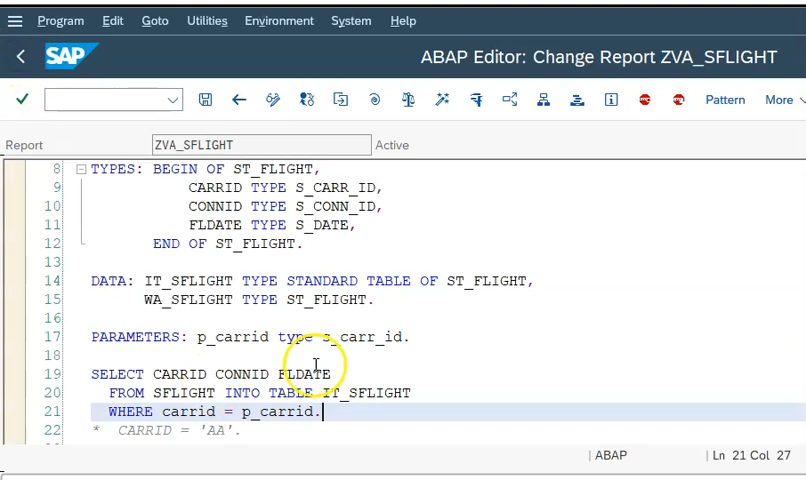 Program Edit Goto Utilities Environment System Help
SAP ABAP Editor: Change Report ZVA_SFLIGHT
Pattern More
Report ZVA_SFLIGHT Active
8 TYPES: BEGIN OF ST_FLIGHT,
9 CARRID TYPE S_CARR_ID,
10 CONNID TYPE S_CONN_ID,
11 FLDATE TYPE S_DATE,
12 END OF ST_FLIGHT.
13
14 DATA: IT_SFLIGHT TYPE STANDARD TABLE OF ST_FLIGHT,
15 WA_SFLIGHT TYPE ST_FLIGHT.
16
17 PARAMETERS: p_carrid type s_carr_id.
18
19 SELECT CARRID CONNID FLDATE
20 FROM SFLIGHT INTO TABLE IT_SFLIGHT
21 WHERE carrid = p_carrid.
22 * CARRID = 'AA'.
ABAP Ln 21 Col 27